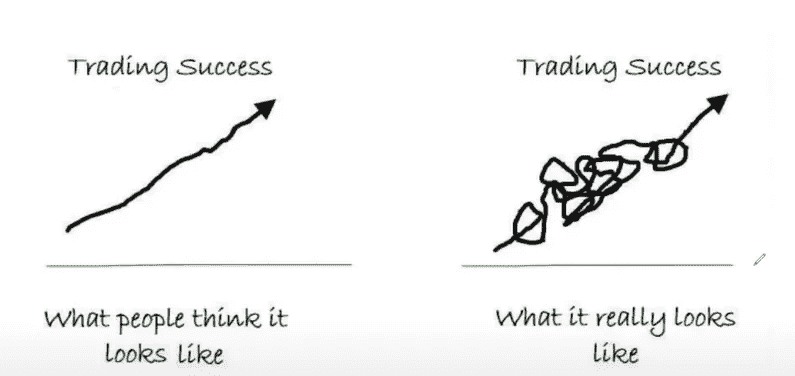 Trading Success
What people think it
looks like
Trading Success
What it really looks
like